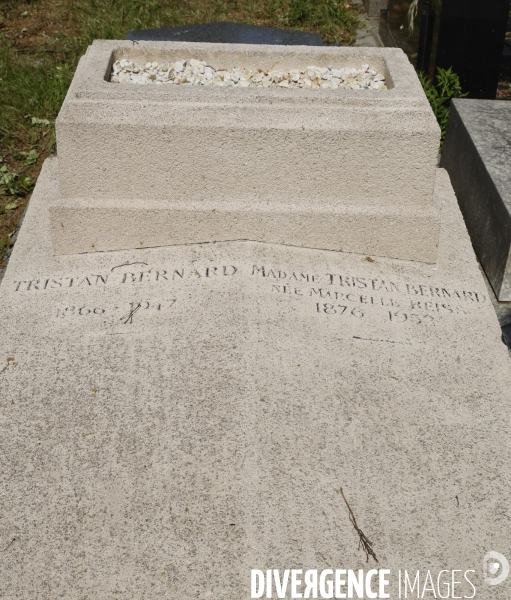 TRISTAN BERNARD
1866 1947
MADAME TRISTAN BERNARD
NÉE MARCELLE REISS
1876 1952
DIVERGENCE IMAGES